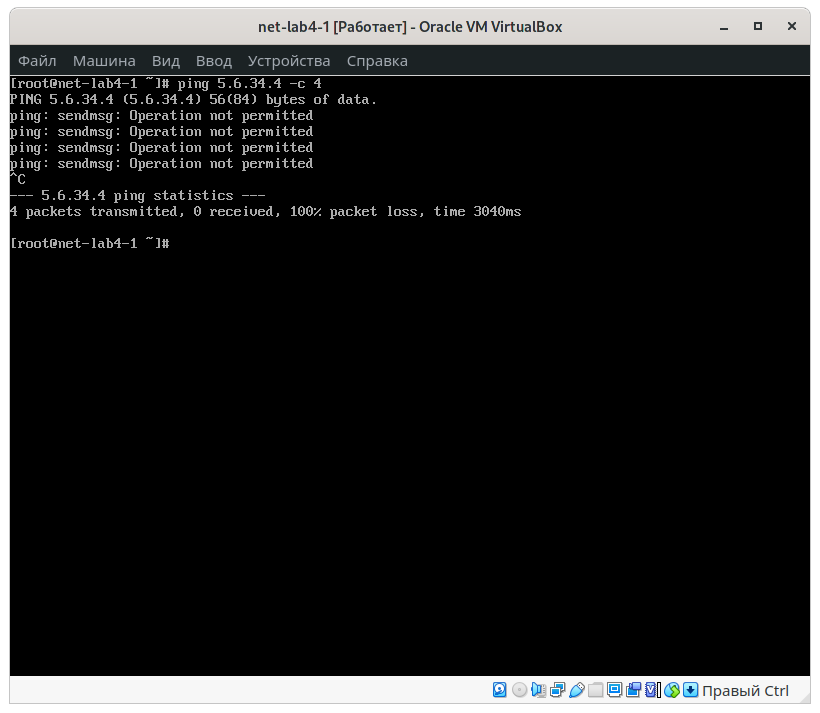 net-lab4-1 [Работает] - Oracle VM VirtualBox
Файл Машина Вид Ввод Устройства Справка
[root@net-lab4-1 ~]# ping 5.6.34.4 -c 4
PING 5.6.34.4 (5.6.34.4) 56(84) bytes of data.
ping: sendmsg: Operation not permitted
ping: sendmsg: Operation not permitted
ping: sendmsg: Operation not permitted
ping: sendmsg: Operation not permitted
^C
--- 5.6.34.4 ping statistics ---
4 packets transmitted, 0 received, 100% packet loss, time 3040ms
[root@net-lab4-1 ~]#
Правый Ctrl